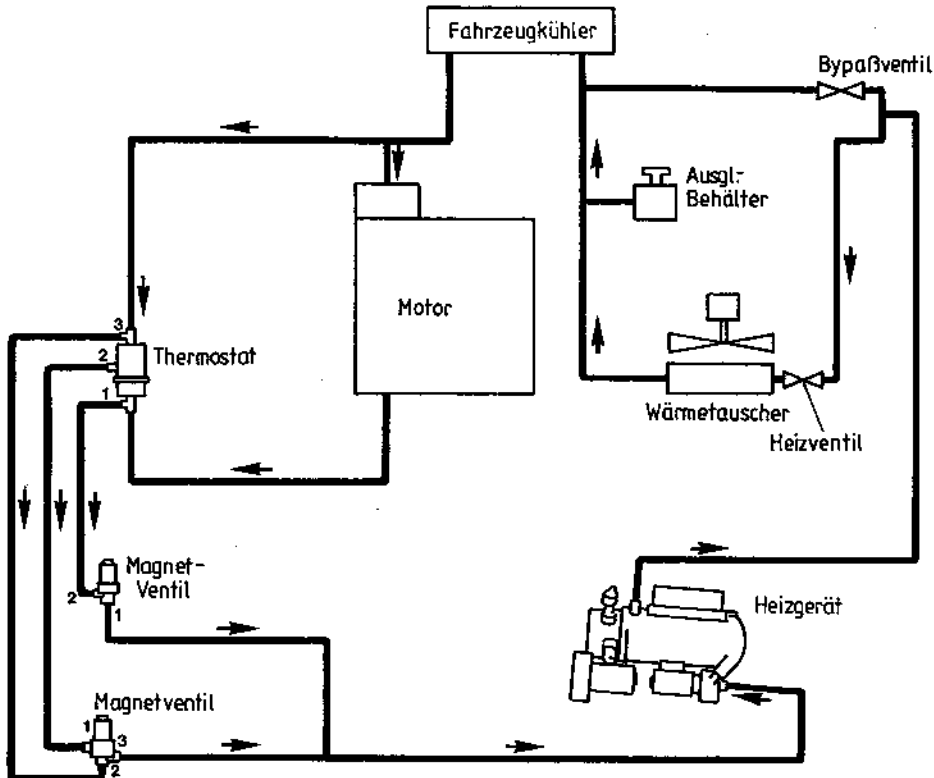 Fahrzeugkühler
Bypaßventil
Ausgl.-
Behälter
Motor
3
2
Thermostat
1
Wärmetauscher
Heizventil
Magnet-
Ventil
2
1
Heizgerät
Magnetventil
1
3
2